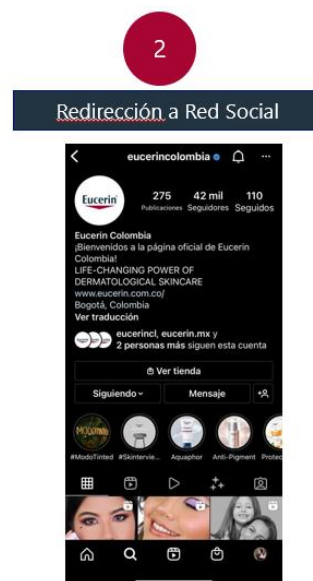 2
Redirección a Red Social
eucerincolombia
Eucerin
275 42 mil 110
Publicaciones Seguidores Seguidos
Eucerin Colombia
¡Bienvenidos a la página oficial de Eucerin
Colombia!
LIFE-CHANGING POWER OF
DERMATOLOGICAL SKINCARE
www.eucerin.com.co/
Bogotá, Colombia
Ver traducción
eucerincl, eucerin.mx y
2 personas más siguen esta cuenta
Ver tienda
Siguiendo Mensaje
MODOTINTED
#ModoTinted #Skintervie... Aquaphor Anti-Pigment Protec